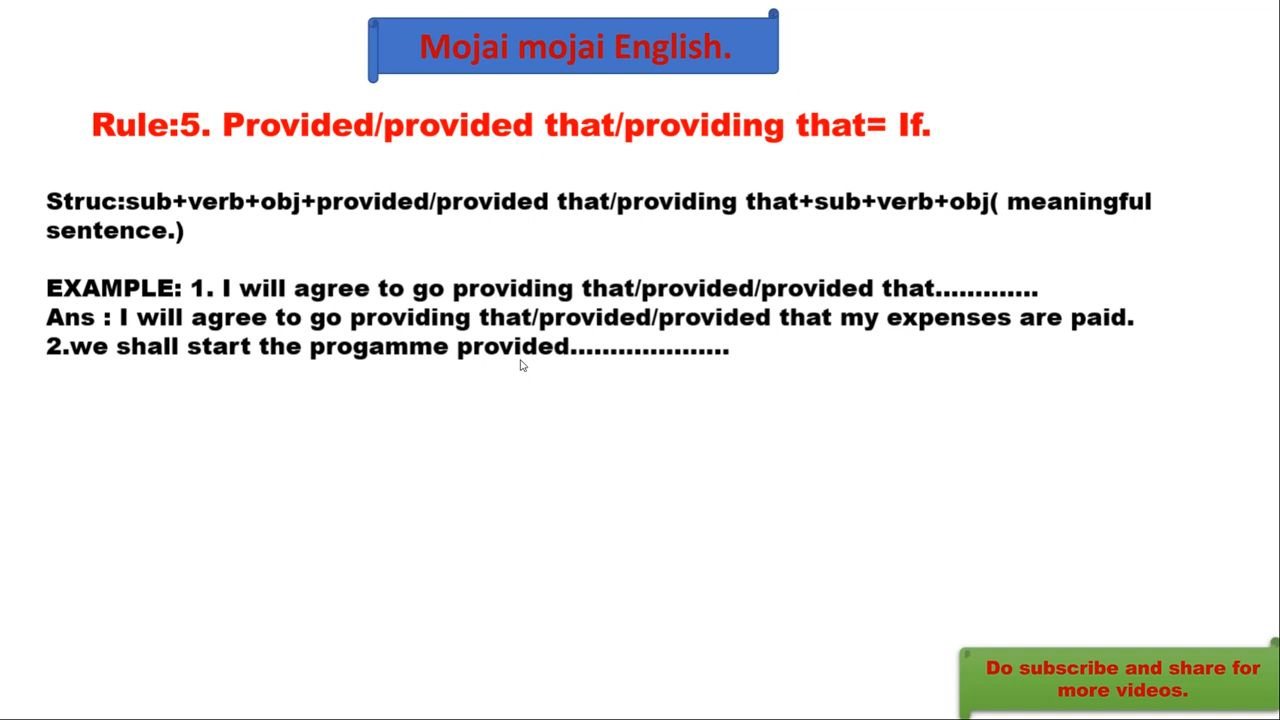 Mojai mojai English.
Rule:5. Provided/provided that/providing that= If.
Struc:sub+verb+obj+provided/provided that/providing that+sub+verb+obj( meaningful
sentence.)
EXAMPLE: 1. I will agree to go providing that/provided/provided that.............
Ans : I will agree to go providing that/provided/provided that my expenses are paid.
2.we shall start the progamme provided....................
Do subscribe and share for
more videos.